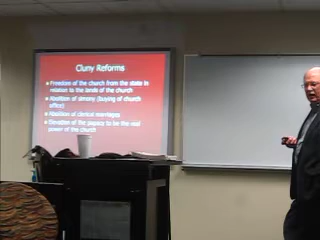 Cluny Reforms
Freedom of the church from the state in
relation to the lands of the church
Abolition of simony (buying of church
office)
Abolition of clerical marriages
Elevation of the papacy to be the real
power of the church